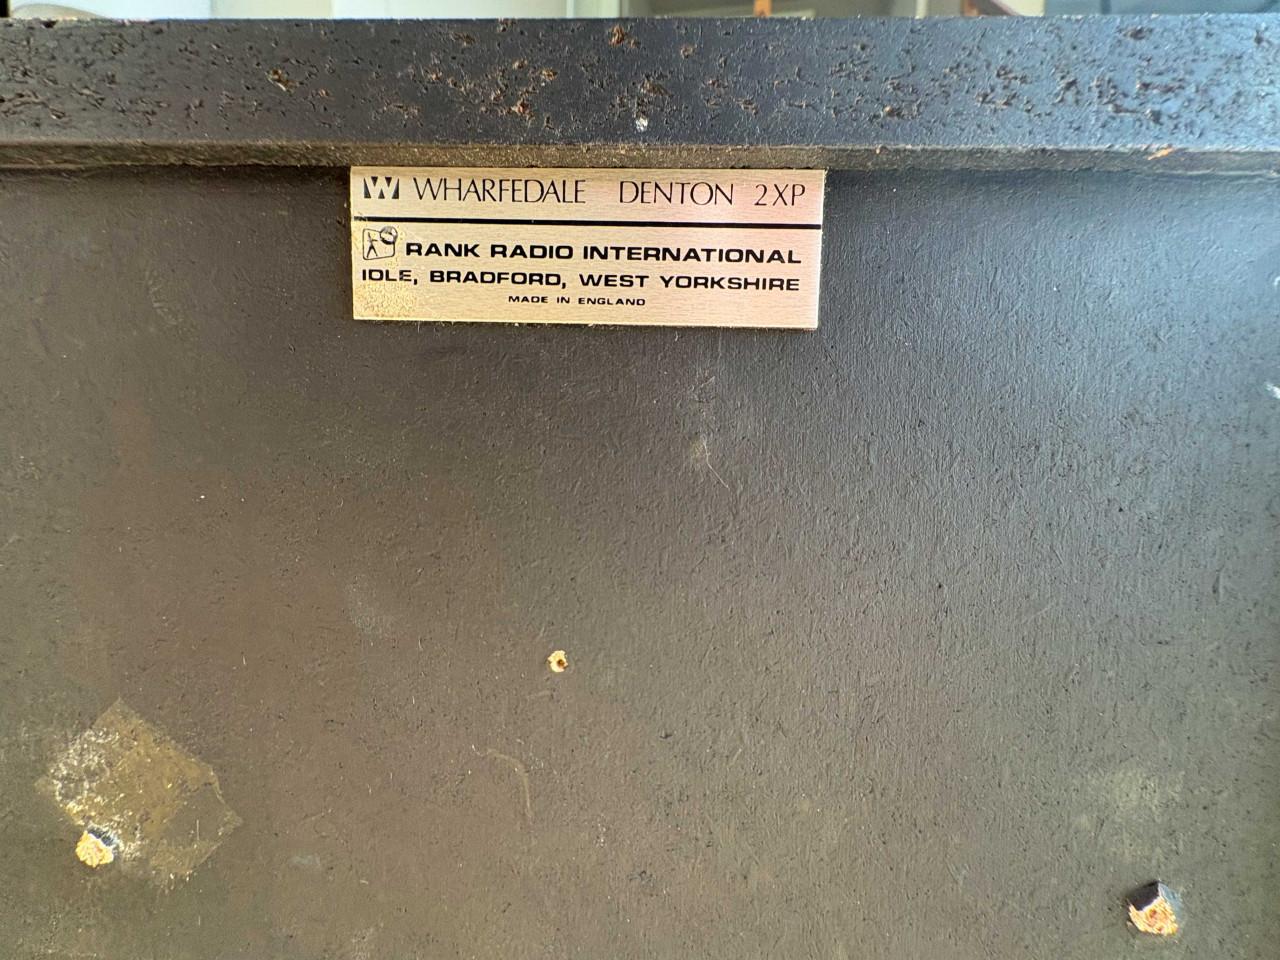 W WHARFEDALE DENTON 2XP
RANK RADIO INTERNATIONAL
IDLE, BRADFORD, WEST YORKSHIRE
MADE IN ENGLAND